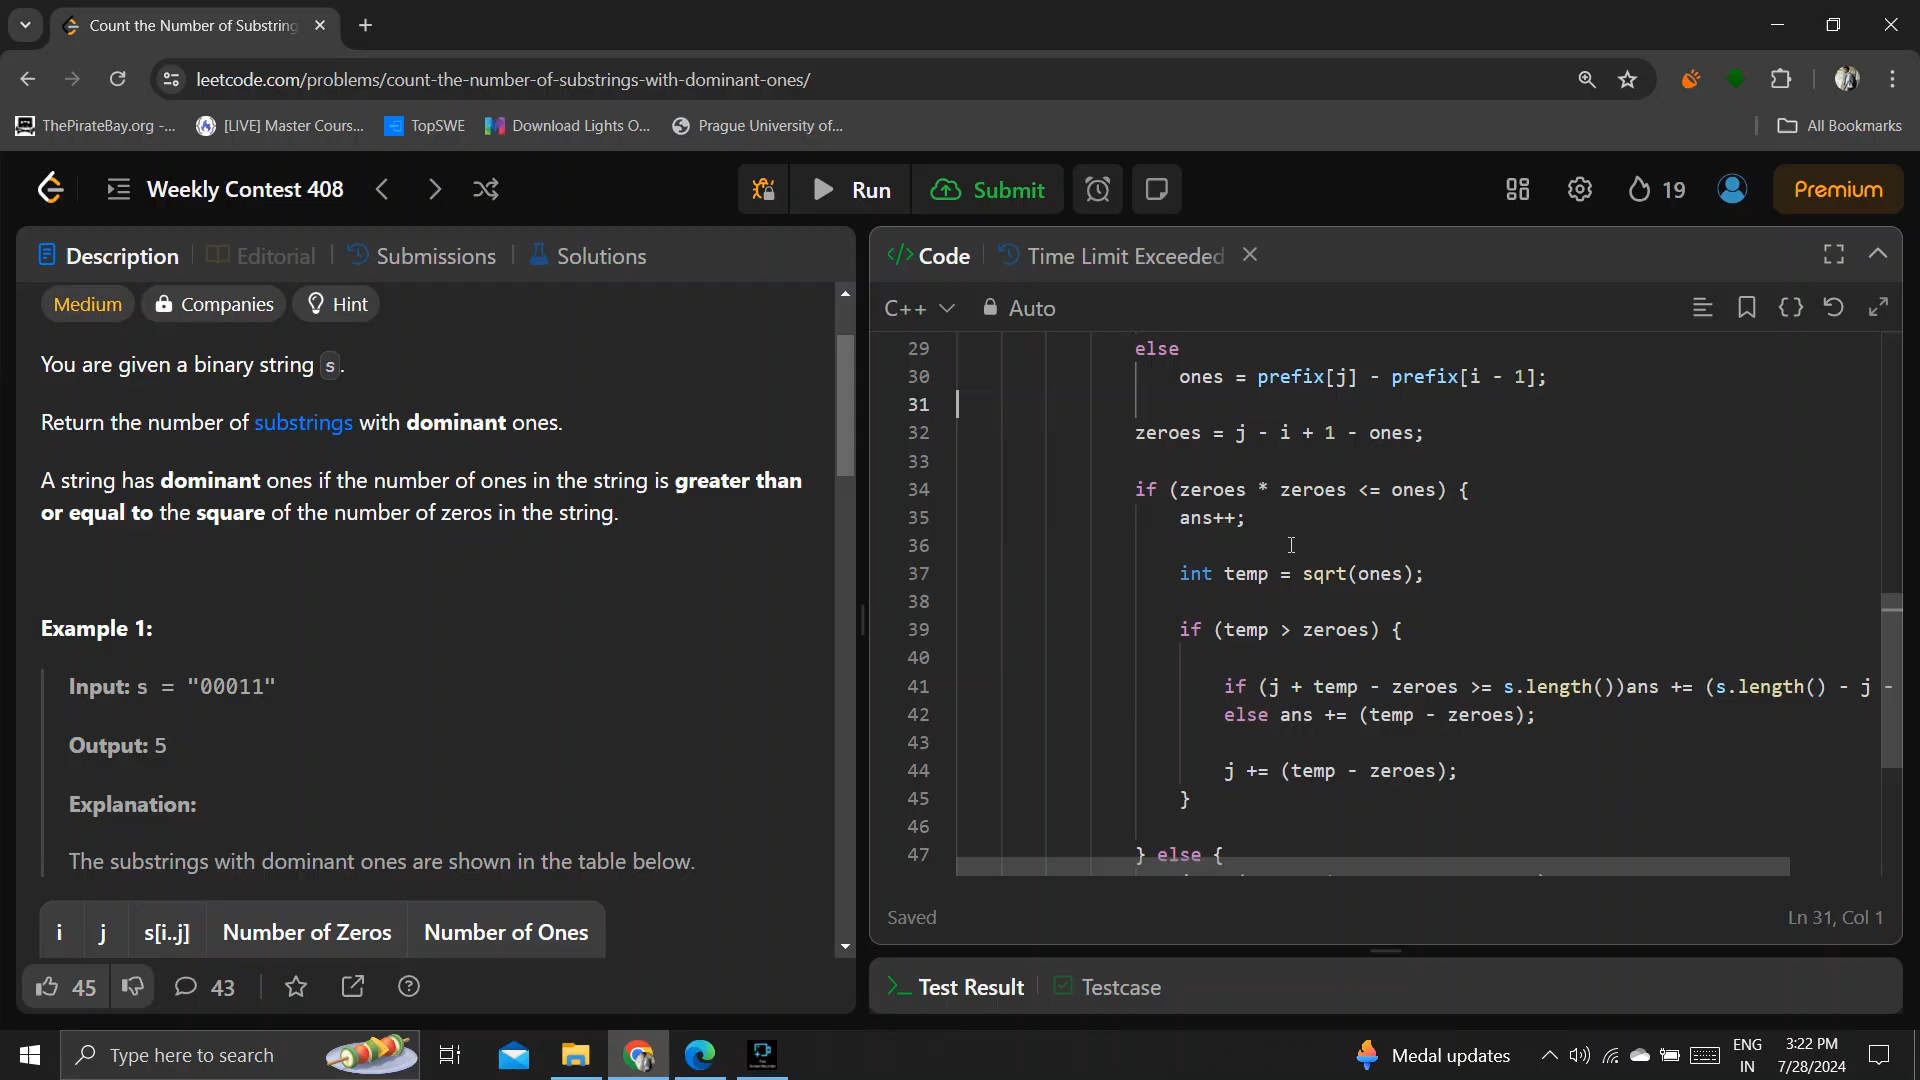 Count the Number of Substring
leetcode.com/problems/count-the-number-of-substrings-with-dominant-ones/
ThePirateBay.org -...
[LIVE] Master Cours...
TopSWE
Download Lights O...
Prague University of...
All Bookmarks
Weekly Contest 408
Run
Submit
19
Premium
Description
Editorial
Submissions
Solutions
Medium
Companies
Hint
You are given a binary string s.
Return the number of substrings with dominant ones.
A string has dominant ones if the number of ones in the string is greater than
or equal to the square of the number of zeros in the string.
Example 1:
Input: s = "00011"
Output: 5
Explanation:
The substrings with dominant ones are shown in the table below.
i j s[i..j] Number of Zeros Number of Ones
45
43
Code
Time Limit Exceeded
C++
Auto
29 else
30 ones = prefix[j] - prefix[i - 1];
31
32 zeroes = j - i + 1 - ones;
33
34 if (zeroes * zeroes <= ones) {
35 ans++;
36
37 int temp = sqrt(ones);
38
39 if (temp > zeroes) {
40
41 if (j + temp - zeroes >= s.length())ans += (s.length() - j -
42 else ans += (temp - zeroes);
43
44 j += (temp - zeroes);
45 }
46
47 } else {
Saved
Ln 31, Col 1
Test Result
Testcase
Type here to search
Medal updates
ENG
IN
3:22 PM
7/28/2024